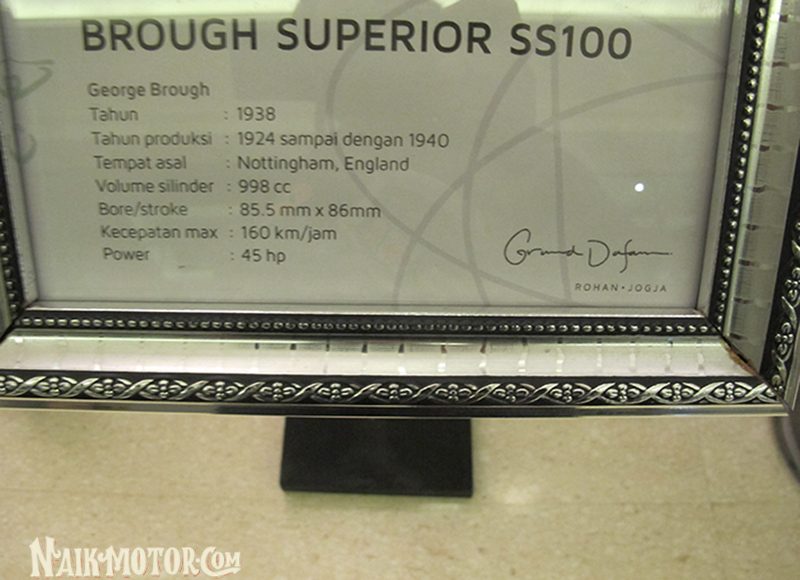 BROUGH SUPERIOR SS100
George Brough
Tahun : 1938
Tahun produksi : 1924 sampai dengan 1940
Tempat asal : Nottingham, England
Volume silinder : 998 cc
Bore/stroke : 85.5 mm x 86mm
Kecepatan max : 160 km/jam
Power : 45 hp
Grand Dafam
ROHAN • JOGJA
NAIK-MOTOR.COM